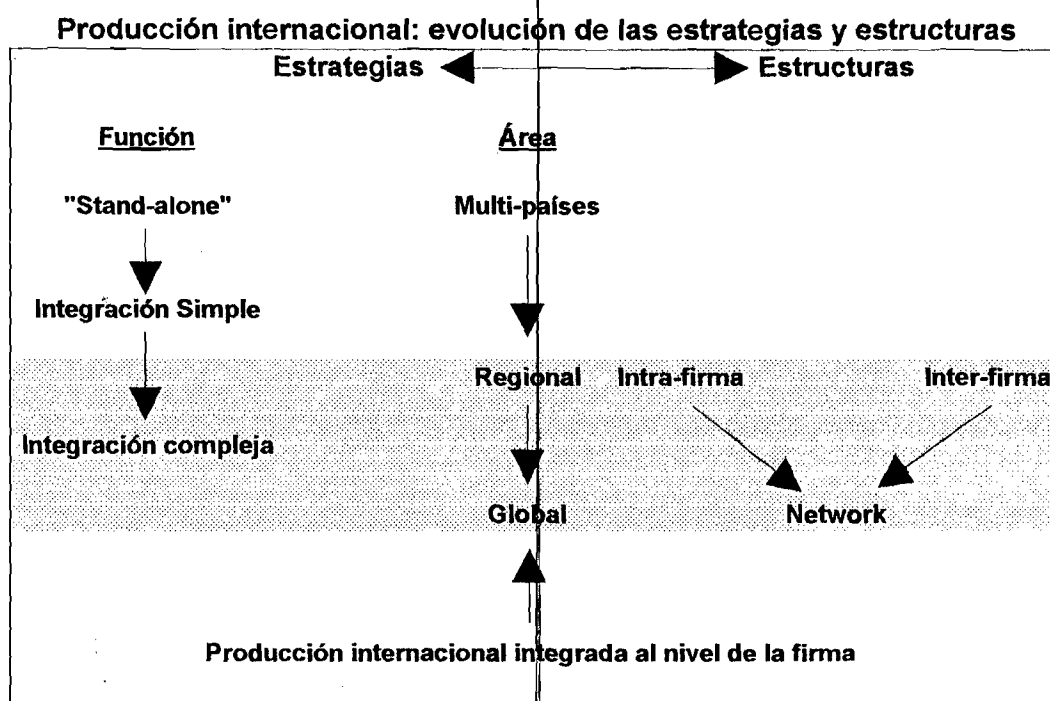 Producción internacional: evolución de las estrategias y estructuras
Estrategias Estructuras
Función Área
"Stand-alone" Multi-países
Integración Simple
Regional Intra-firma Inter-firma
Integración compleja
Global Network
Producción internacional integrada al nivel de la firma